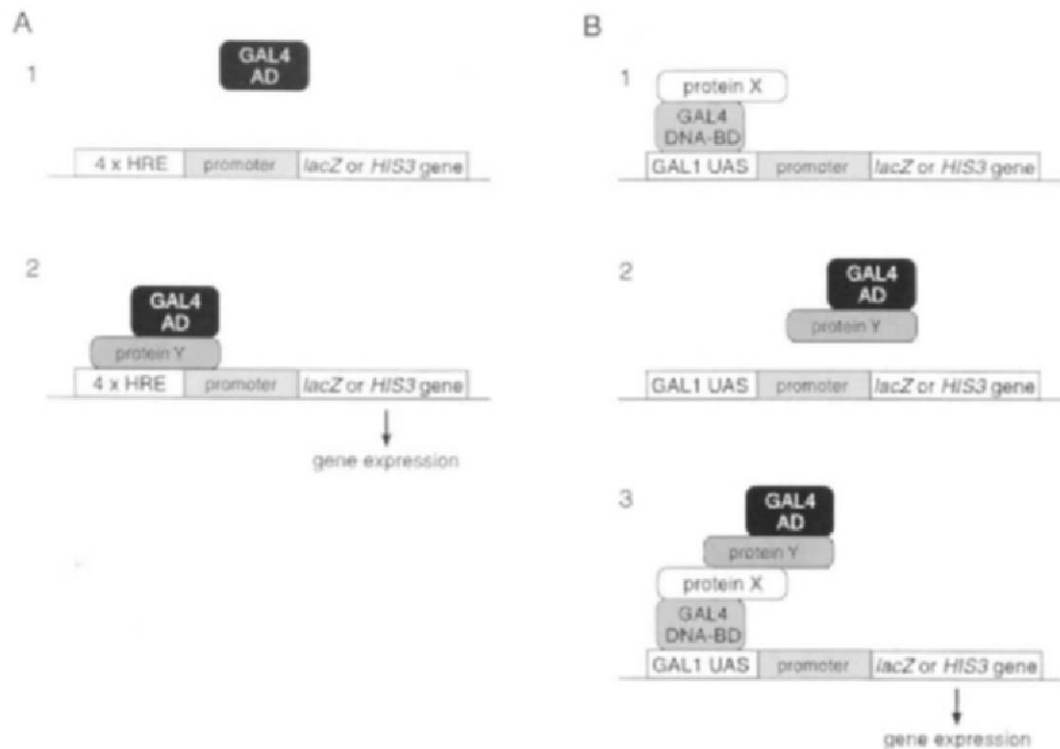 A
1
GAL4
AD
4 x HRE promoter lacZ or HIS3 gene
2
GAL4
AD
protein Y
4 x HRE promoter lacZ or HIS3 gene
gene expression
B
1
protein X
GAL4
DNA-BD
GAL1 UAS promoter lacZ or HIS3 gene
2
GAL4
AD
protein Y
GAL1 UAS promoter lacZ or HIS3 gene
3
GAL4
AD
protein Y
protein X
GAL4
DNA-BD
GAL1 UAS promoter lacZ or HIS3 gene
gene expression